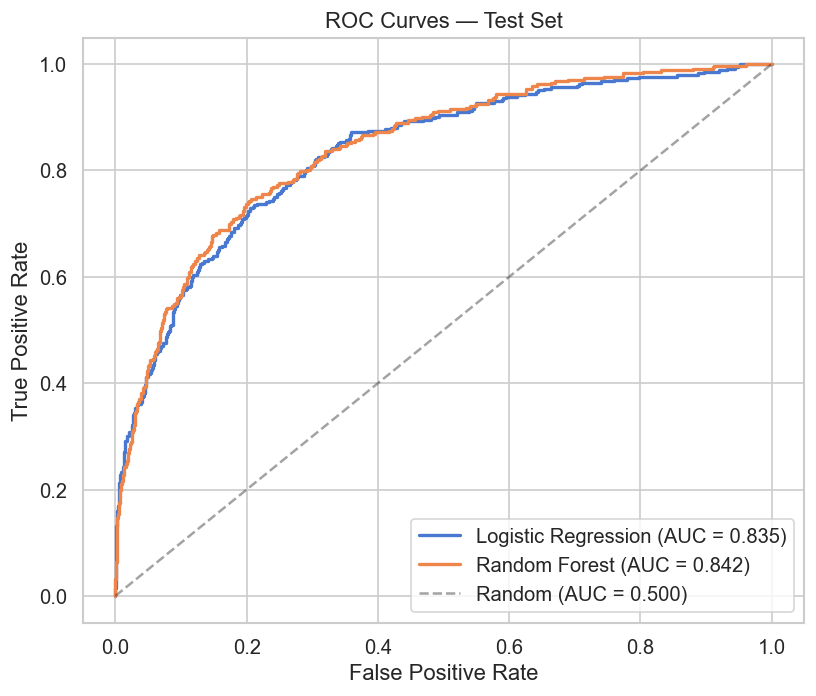 ROC Curves — Test Set
True Positive Rate
1.0
0.8
0.6
0.4
0.2
0.0
0.0 0.2 0.4 0.6 0.8 1.0
False Positive Rate
Logistic Regression (AUC = 0.835)
Random Forest (AUC = 0.842)
Random (AUC = 0.500)